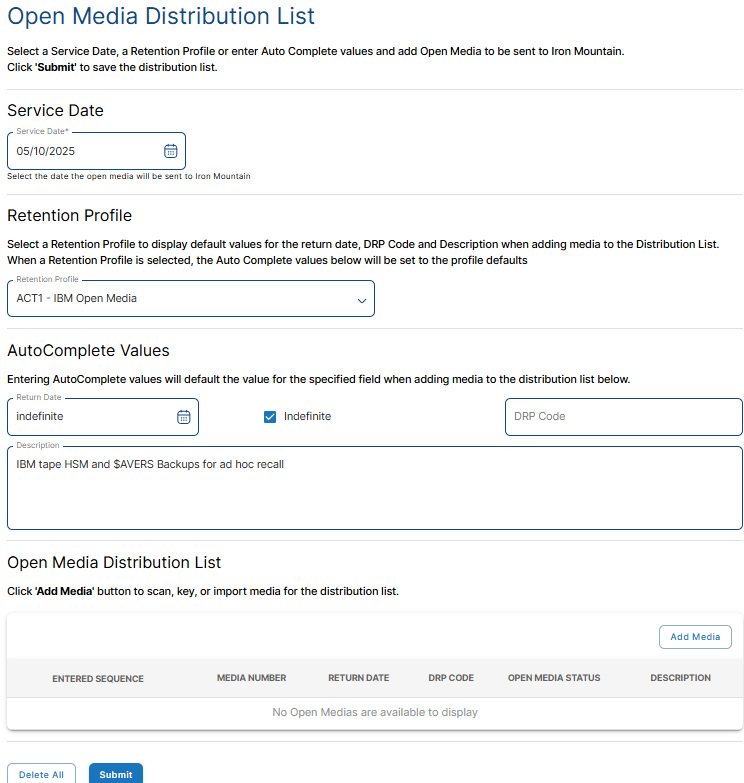 Open Media Distribution List
Select a Service Date, a Retention Profile or enter Auto Complete values and add Open Media to be sent to Iron Mountain.
Click 'Submit' to save the distribution list.
Service Date
Service Date*
05/10/2025
Select the date the open media will be sent to Iron Mountain
Retention Profile
Select a Retention Profile to display default values for the return date, DRP Code and Description when adding media to the Distribution List.
When a Retention Profile is selected, the Auto Complete values below will be set to the profile defaults
Retention Profile
ACT1 - IBM Open Media
AutoComplete Values
Entering AutoComplete values will default the value for the specified field when adding media to the distribution list below.
Return Date
indefinite
Indefinite
DRP Code
Description
IBM tape HSM and $AVERS Backups for ad hoc recall
Open Media Distribution List
Click 'Add Media' button to scan, key, or import media for the distribution list.
Add Media
ENTERED SEQUENCE MEDIA NUMBER RETURN DATE DRP CODE OPEN MEDIA STATUS DESCRIPTION
No Open Medias are available to display
Delete All
Submit